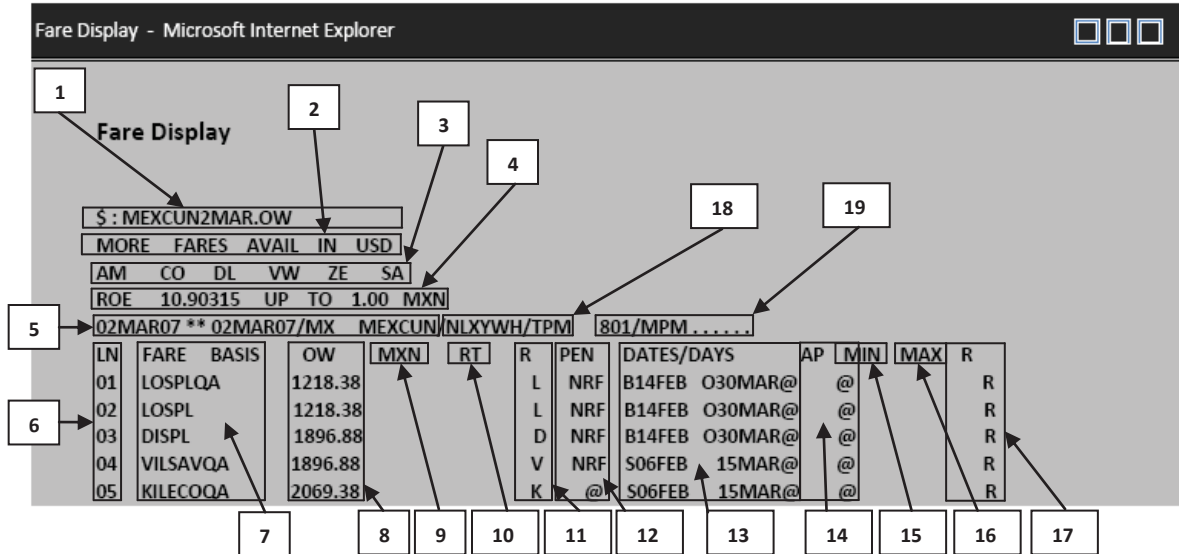 Fare Display - Microsoft Internet Explorer
1
2
3
4
Fare Display
18
19
$ : MEXCUN2MAR.OW
MORE FARES AVAIL IN USD
AM CO DL VW ZE SA
ROE 10.90315 UP TO 1.00 MXN
5
02MAR07 ** 02MAR07/MX MEXCUN/NLXYWH/TPM 801/MPM . . . . . .
LN FARE BASIS OW MXN RT R PEN DATES/DAYS AP MIN MAX R
01 LOSPLQA 1218.38 L NRF B14FEB O30MAR@ @ R
02 LOSPL 1218.38 L NRF B14FEB O30MAR@ @ R
6
03 DISPL 1896.88 D NRF B14FEB O30MAR@ @ R
04 VILSAVQA 1896.88 V NRF S06FEB 15MAR@ @ R
05 KILECOQA 2069.38 K @ S06FEB 15MAR@ @ R
7 8 9 10 11 12 13 14 15 16 17